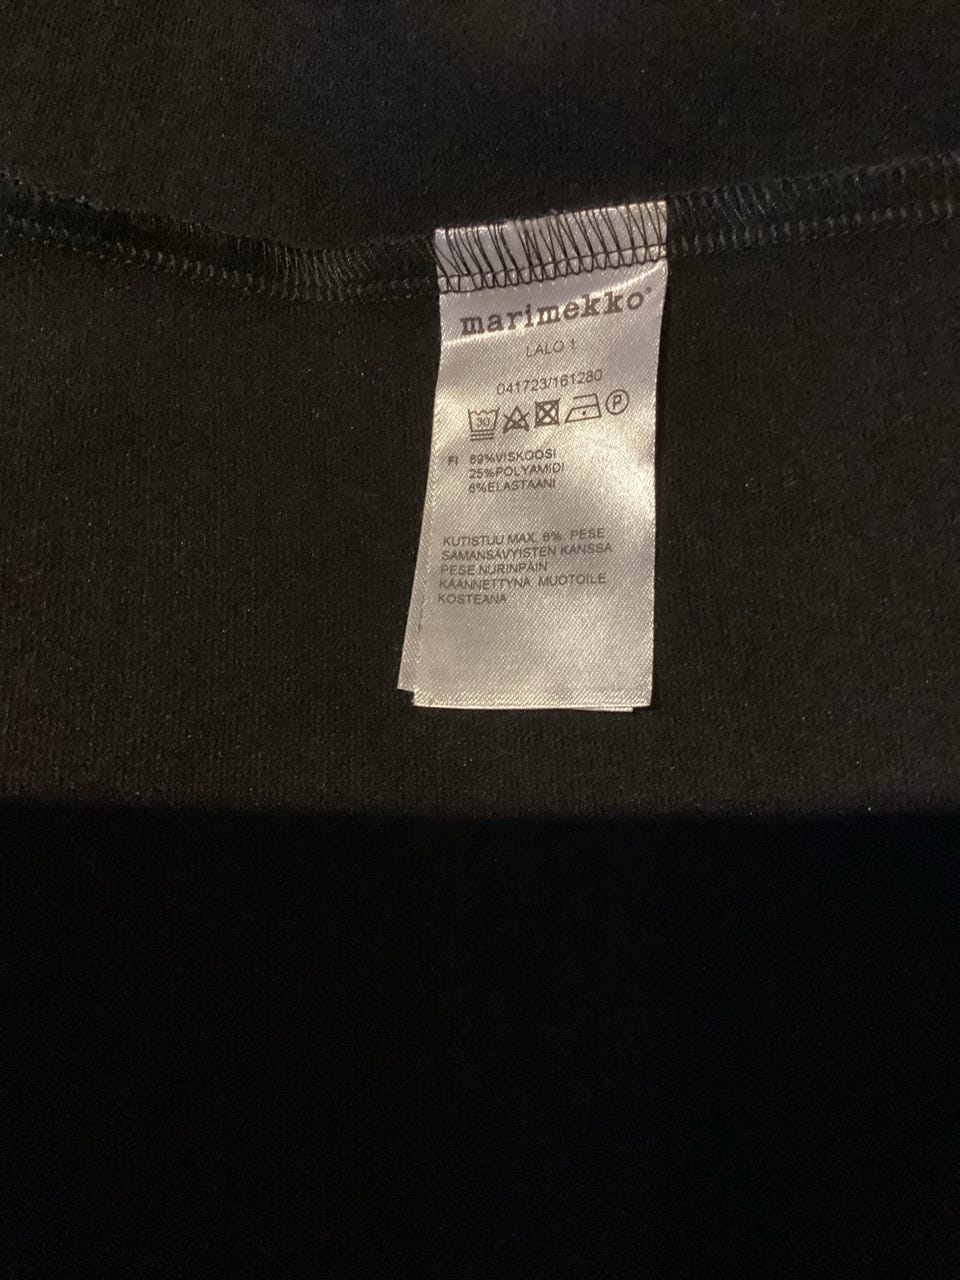 marimekko®
LALO 1
041723/161280
30 P
FI 69%VISKOOSI
25%POLYAMIDI
6%ELASTAANI
KUTISTUU MAX. 6%. PESE
SAMANSÄVYISTEN KANSSA
PESE NURINPÄIN
KÄÄNNETTYNÄ MUOTOILE
KOSTEANA